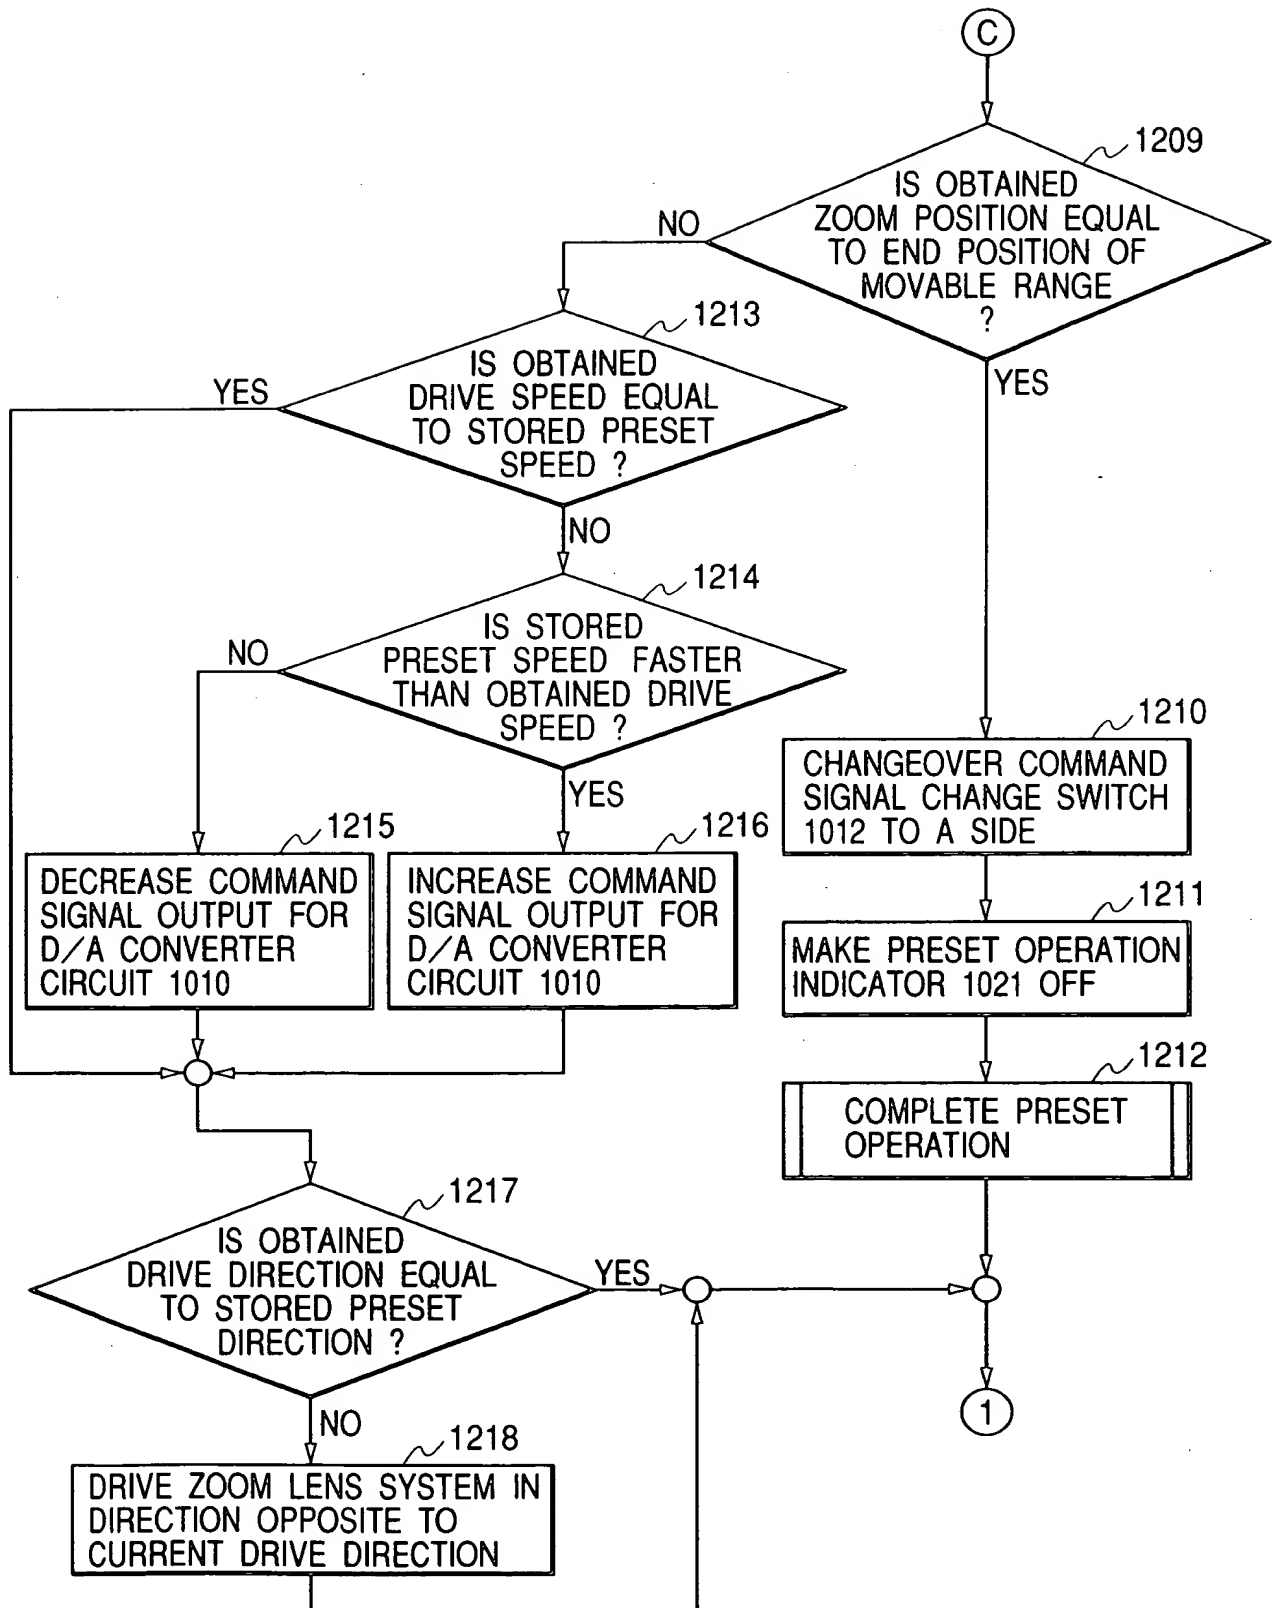 C
1209
IS OBTAINED
ZOOM POSITION EQUAL
TO END POSITION OF
MOVABLE RANGE
?
NO
YES
1213
IS OBTAINED
DRIVE SPEED EQUAL
TO STORED PRESET
SPEED ?
YES
NO
1214
IS STORED
PRESET SPEED FASTER
THAN OBTAINED DRIVE
SPEED ?
NO
YES
1210
CHANGEOVER COMMAND
SIGNAL CHANGE SWITCH
1012 TO A SIDE
1215
DECREASE COMMAND
SIGNAL OUTPUT FOR
D/A CONVERTER
CIRCUIT 1010
1216
INCREASE COMMAND
SIGNAL OUTPUT FOR
D/A CONVERTER
CIRCUIT 1010
1211
MAKE PRESET OPERATION
INDICATOR 1021 OFF
1212
COMPLETE PRESET
OPERATION
1217
IS OBTAINED
DRIVE DIRECTION EQUAL
TO STORED PRESET
DIRECTION ?
YES
NO
1
1218
DRIVE ZOOM LENS SYSTEM IN
DIRECTION OPPOSITE TO
CURRENT DRIVE DIRECTION